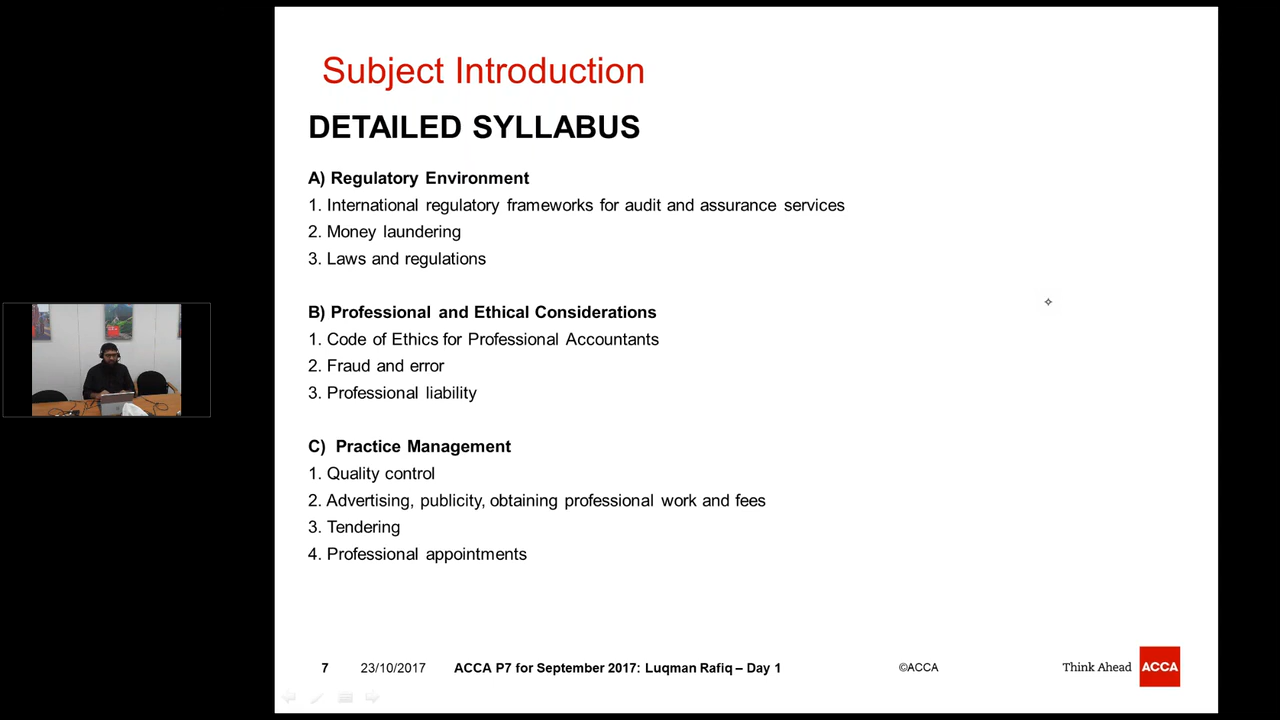 Subject Introduction
DETAILED SYLLABUS
A) Regulatory Environment
1. International regulatory frameworks for audit and assurance services
2. Money laundering
3. Laws and regulations
B) Professional and Ethical Considerations
1. Code of Ethics for Professional Accountants
2. Fraud and error
3. Professional liability
C) Practice Management
1. Quality control
2. Advertising, publicity, obtaining professional work and fees
3. Tendering
4. Professional appointments
7 23/10/2017 ACCA P7 for September 2017: Luqman Rafiq – Day 1 ©ACCA Think Ahead ACCA